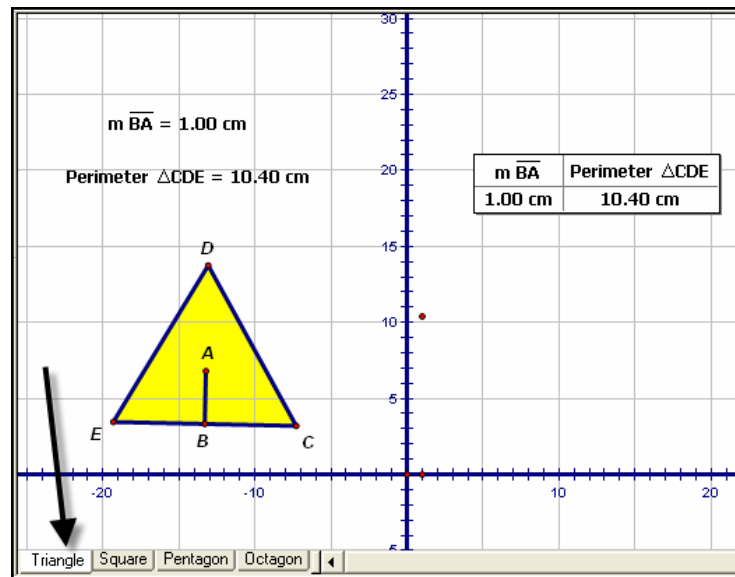 30
25
m BA = 1.00 cm
Perimeter △CDE = 10.40 cm
20
m BA Perimeter △CDE
1.00 cm 10.40 cm
15
D
10
A
5
E B C
-20 -10 10 20
5
Triangle Square Pentagon Octagon